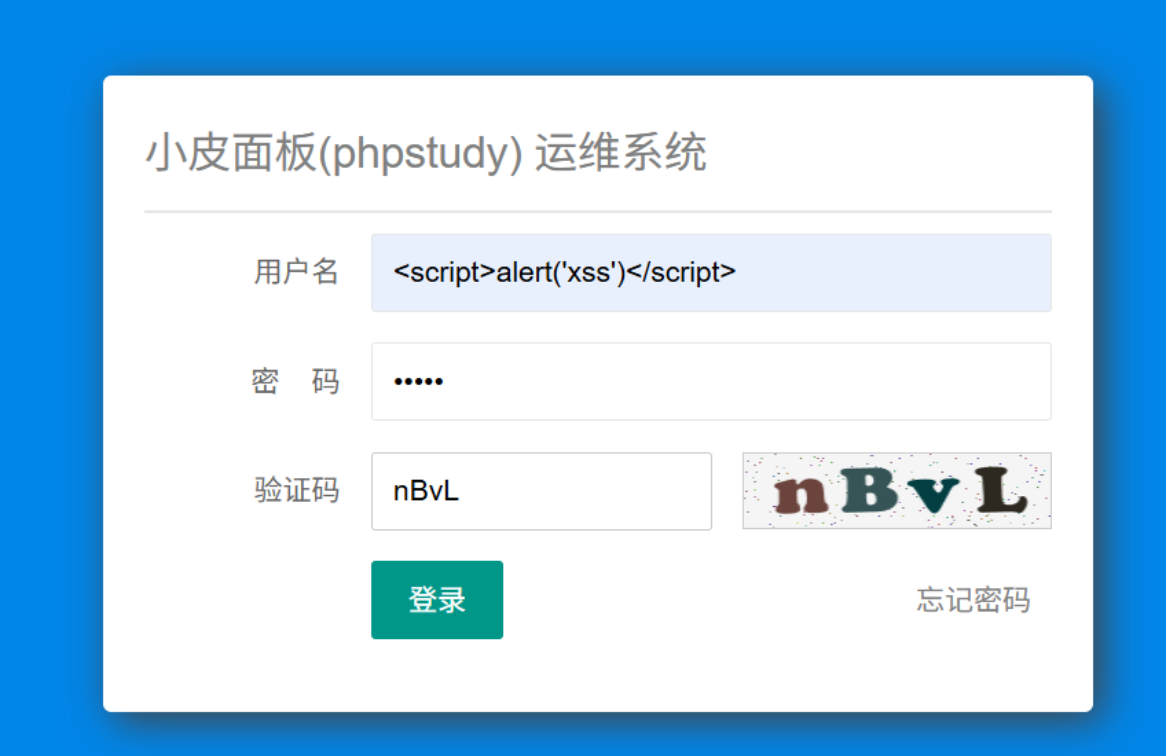 小皮面板(phpstudy) 运维系统
用户名 <script>alert('xss')</script>
密 码 •••••
验证码 nBvL nBvL
登录 忘记密码